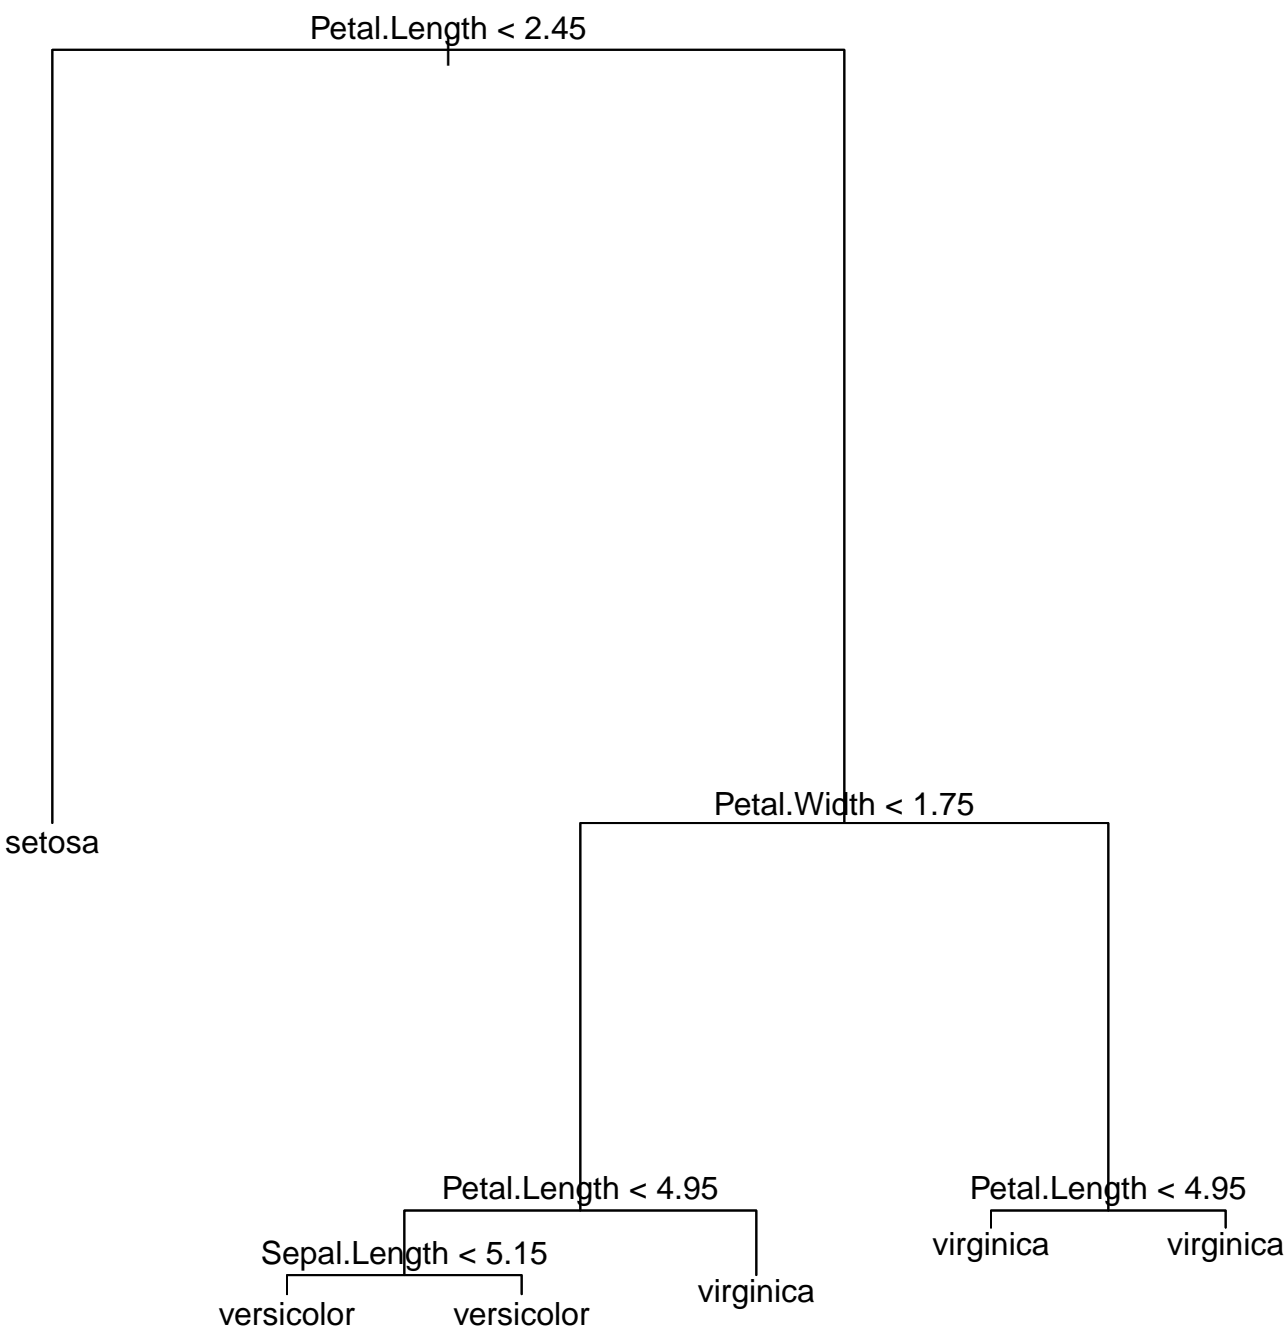 Petal.Length < 2.45
Petal.Width < 1.75
setosa
Petal.Length < 4.95
Petal.Length < 4.95
Sepal.Length < 5.15
virginica
virginica
virginica
versicolor
versicolor